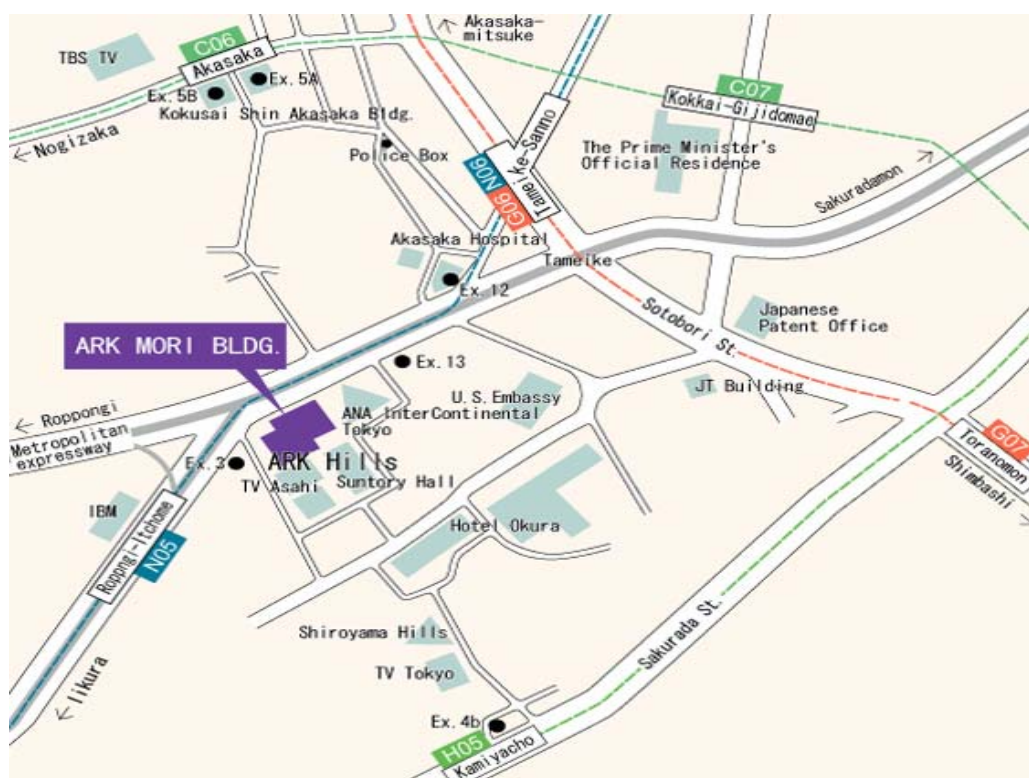 Akasaka-
mitsuke
C06
Akasaka
TBS TV
Ex. 5A
Ex. 5B
Kokusai Shin Akasaka Bldg.
← Nogizaka
Police Box
C07
Kokkai-Gijidomae
The Prime Minister's
Official Residence
N06
G06
Tameike-Sanno
Sakuradamon
Akasaka Hospital
Tameike
Ex. 12
Sotobori St.
Japanese
Patent Office
ARK MORI BLDG.
Ex. 13
JT Building
U.S. Embassy
ANA InterContinental
Tokyo
← Roppongi
Metropolitan
expressway
Ex. 3
ARK Hills
TV Asahi
Suntory Hall
G07
Toranomon
Shimbashi
IBM
Roppngi-Itchome
N05
Hotel Okura
Shiroyama Hills
TV Tokyo
Sakurada St.
← Iikura
Ex. 4b
H05
Kamiyacho